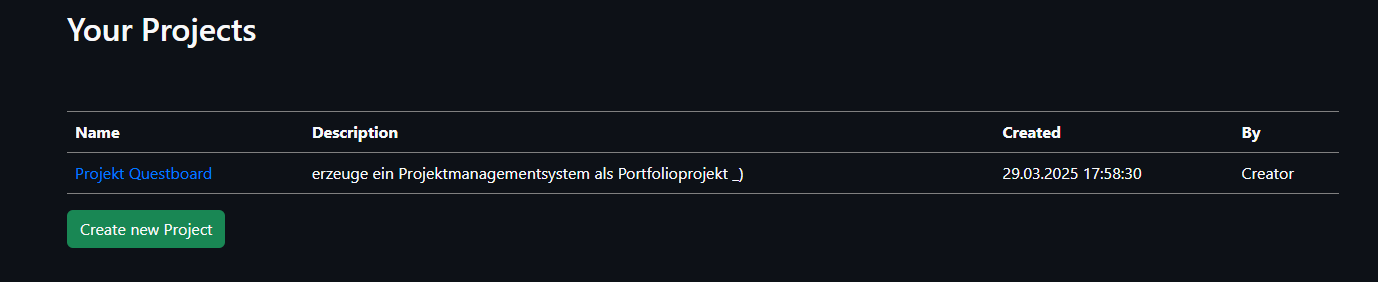 Your Projects
Name Description Created By
Projekt Questboard erzeuge ein Projektmanagementsystem als Portfolioprojekt _) 29.03.2025 17:58:30 Creator
Create new Project